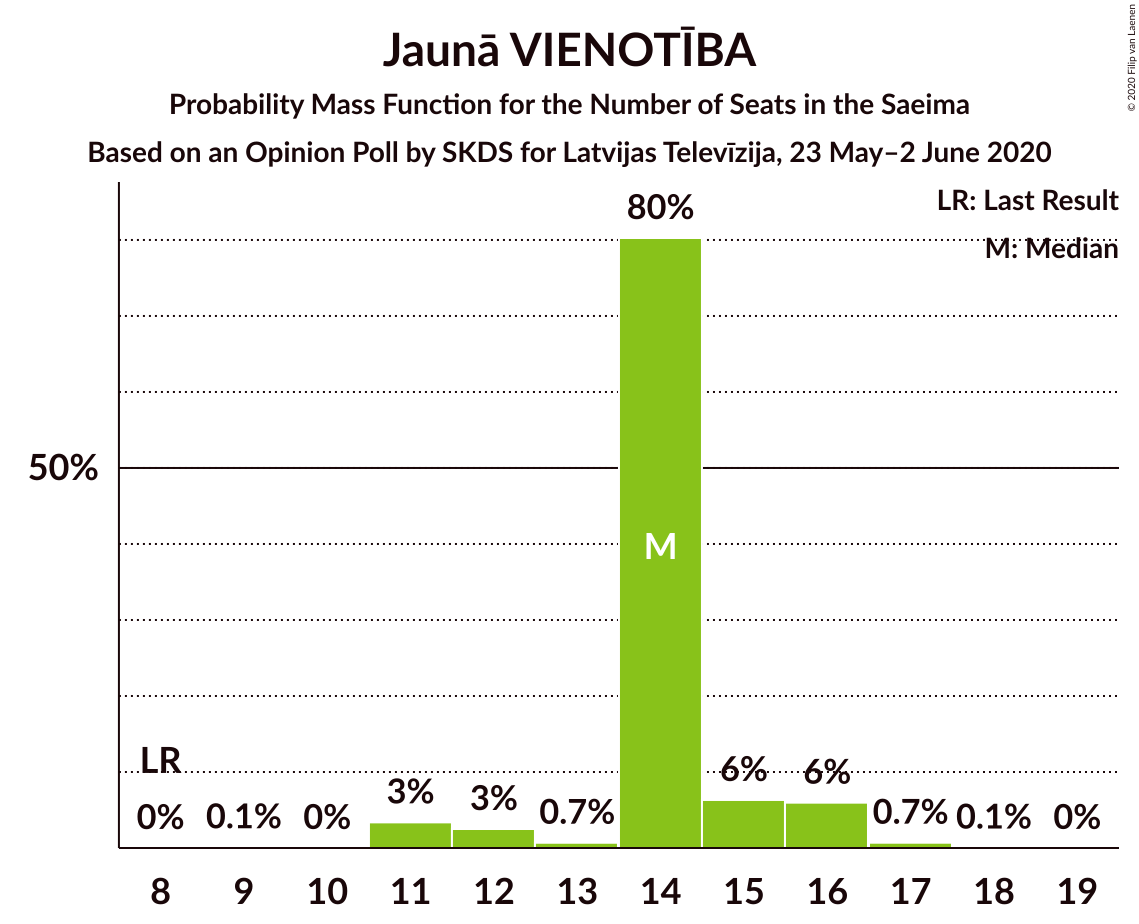 Jaunā VIENOTĪBA
Probability Mass Function for the Number of Seats in the Saeima
Based on an Opinion Poll by SKDS for Latvijas Televīzija, 23 May–2 June 2020
© 2020 Filip van Laenen
LR: Last Result
M: Median
80%
50%
M
LR
0% 0.1% 0% 3% 3% 0.7% 6% 6% 0.7% 0.1% 0%
8 9 10 11 12 13 14 15 16 17 18 19